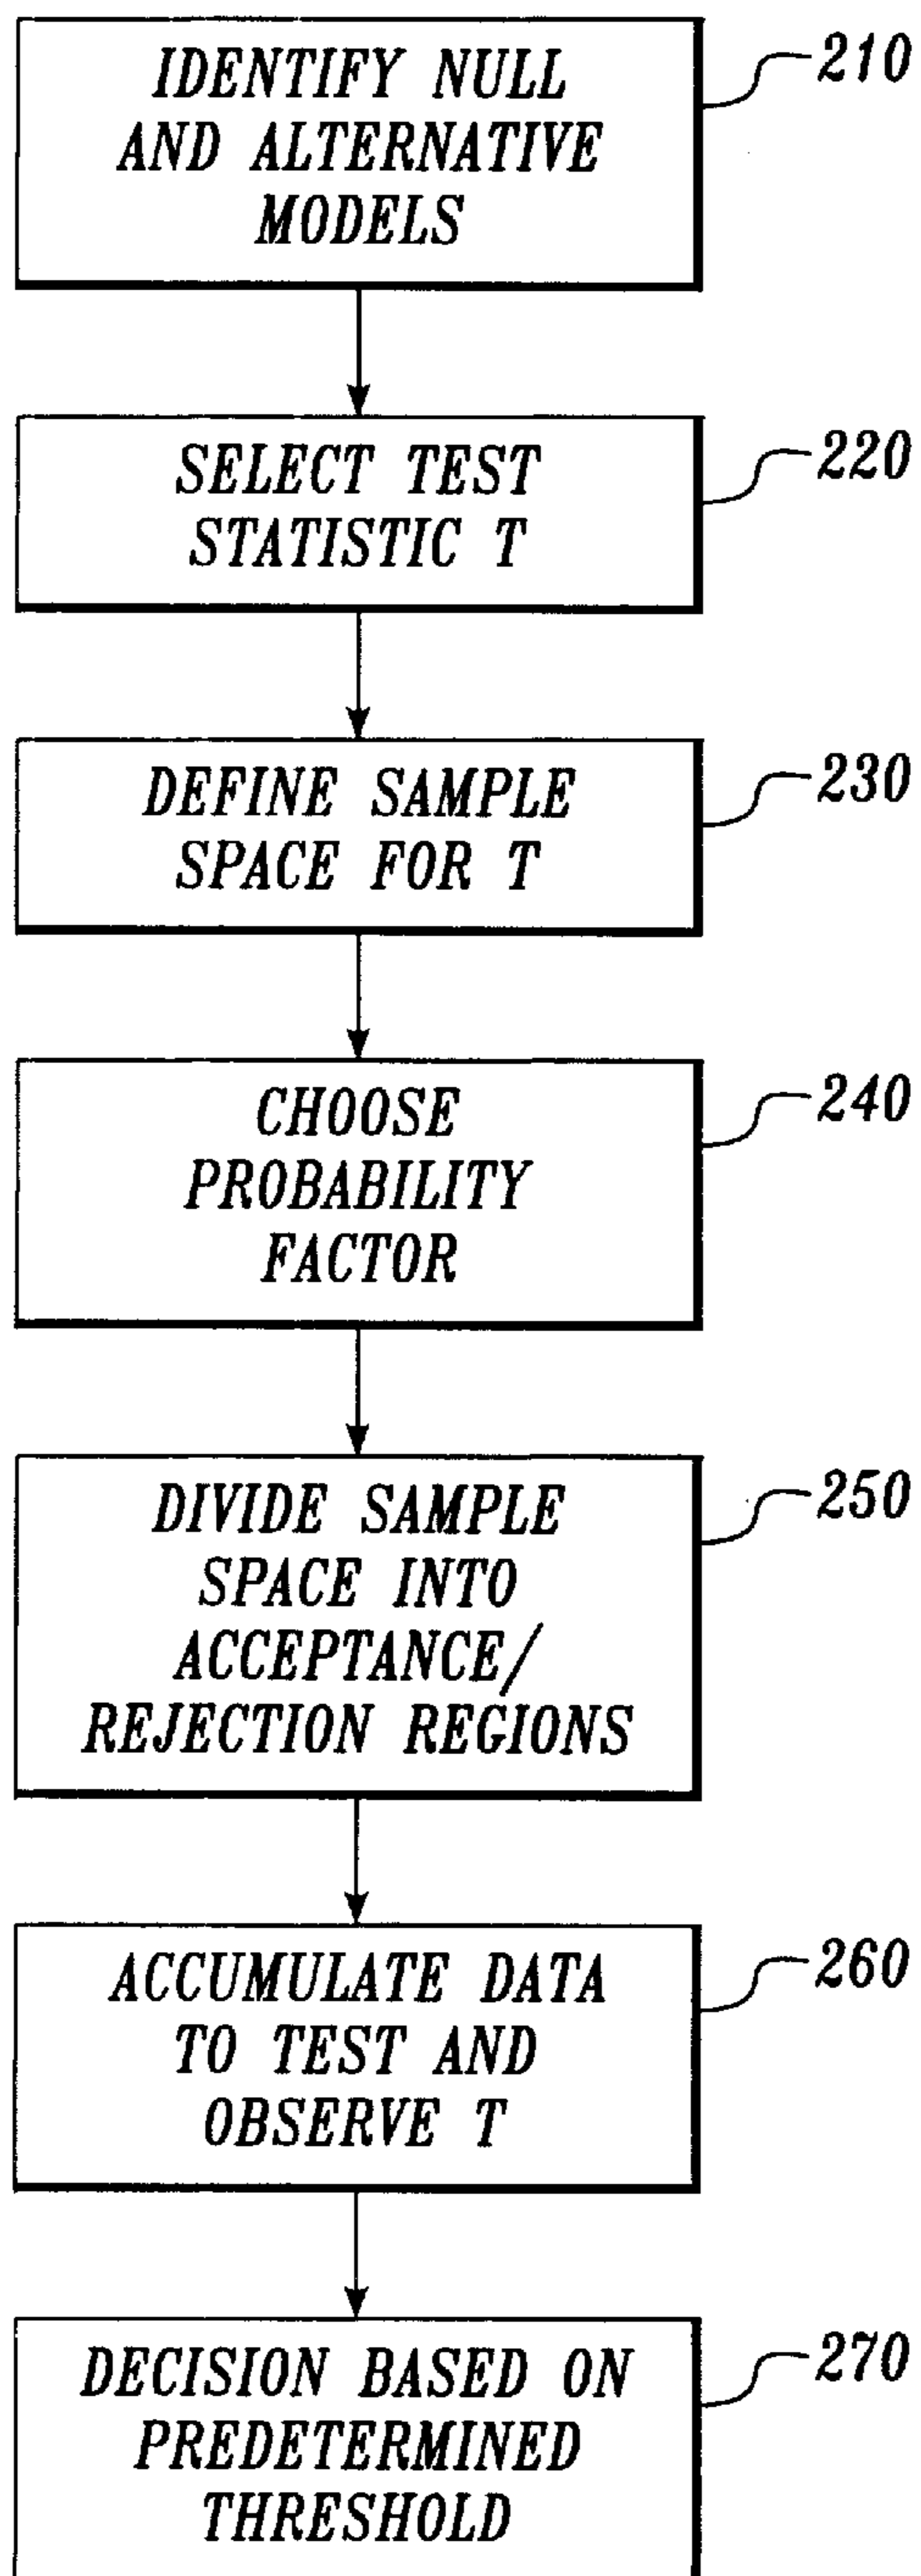 IDENTIFY NULL
AND ALTERNATIVE
MODELS
210
SELECT TEST
STATISTIC T
220
DEFINE SAMPLE
SPACE FOR T
230
CHOOSE
PROBABILITY
FACTOR
240
DIVIDE SAMPLE
SPACE INTO
ACCEPTANCE/
REJECTION REGIONS
250
ACCUMULATE DATA
TO TEST AND
OBSERVE T
260
DECISION BASED ON
PREDETERMINED
THRESHOLD
270